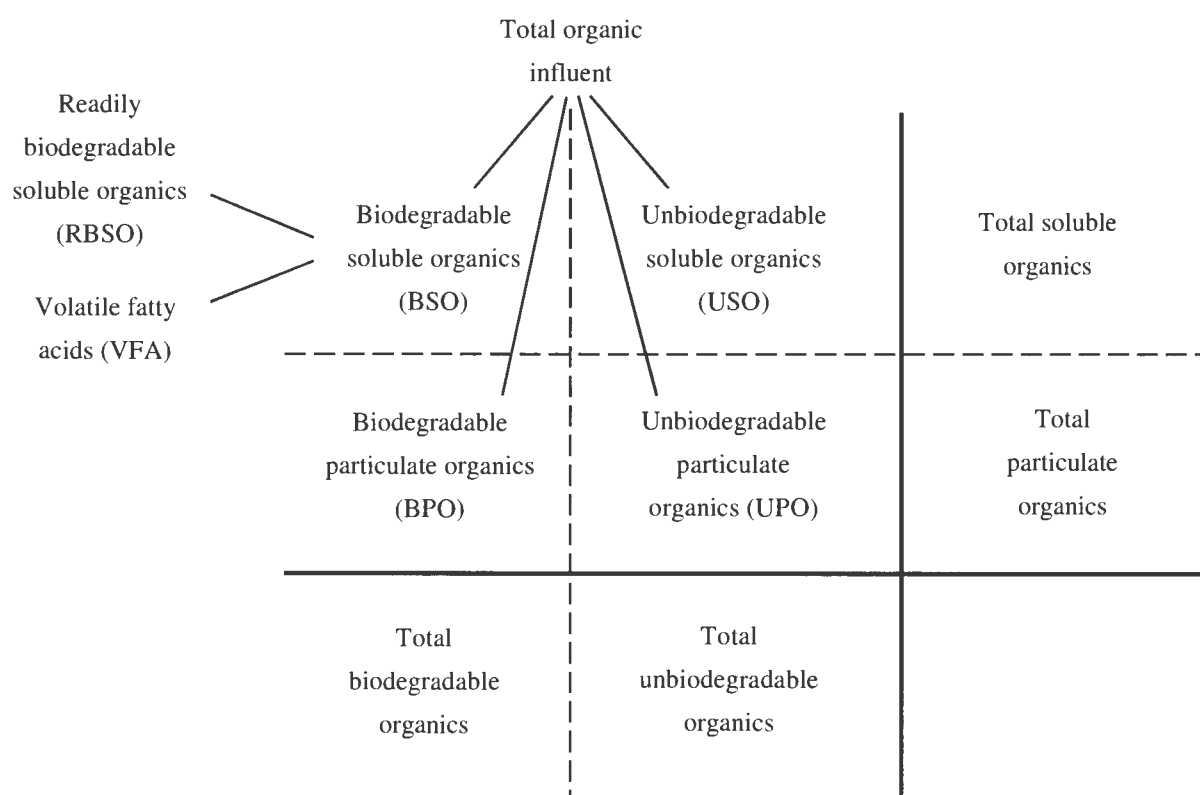 Total organic
influent
Readily
biodegradable
soluble organics
(RBSO)
Volatile fatty
acids (VFA)
Biodegradable
soluble organics
(BSO)
Unbiodegradable
soluble organics
(USO)
Total soluble
organics
Biodegradable
particulate organics
(BPO)
Unbiodegradable
particulate
organics (UPO)
Total
particulate
organics
Total
biodegradable
organics
Total
unbiodegradable
organics